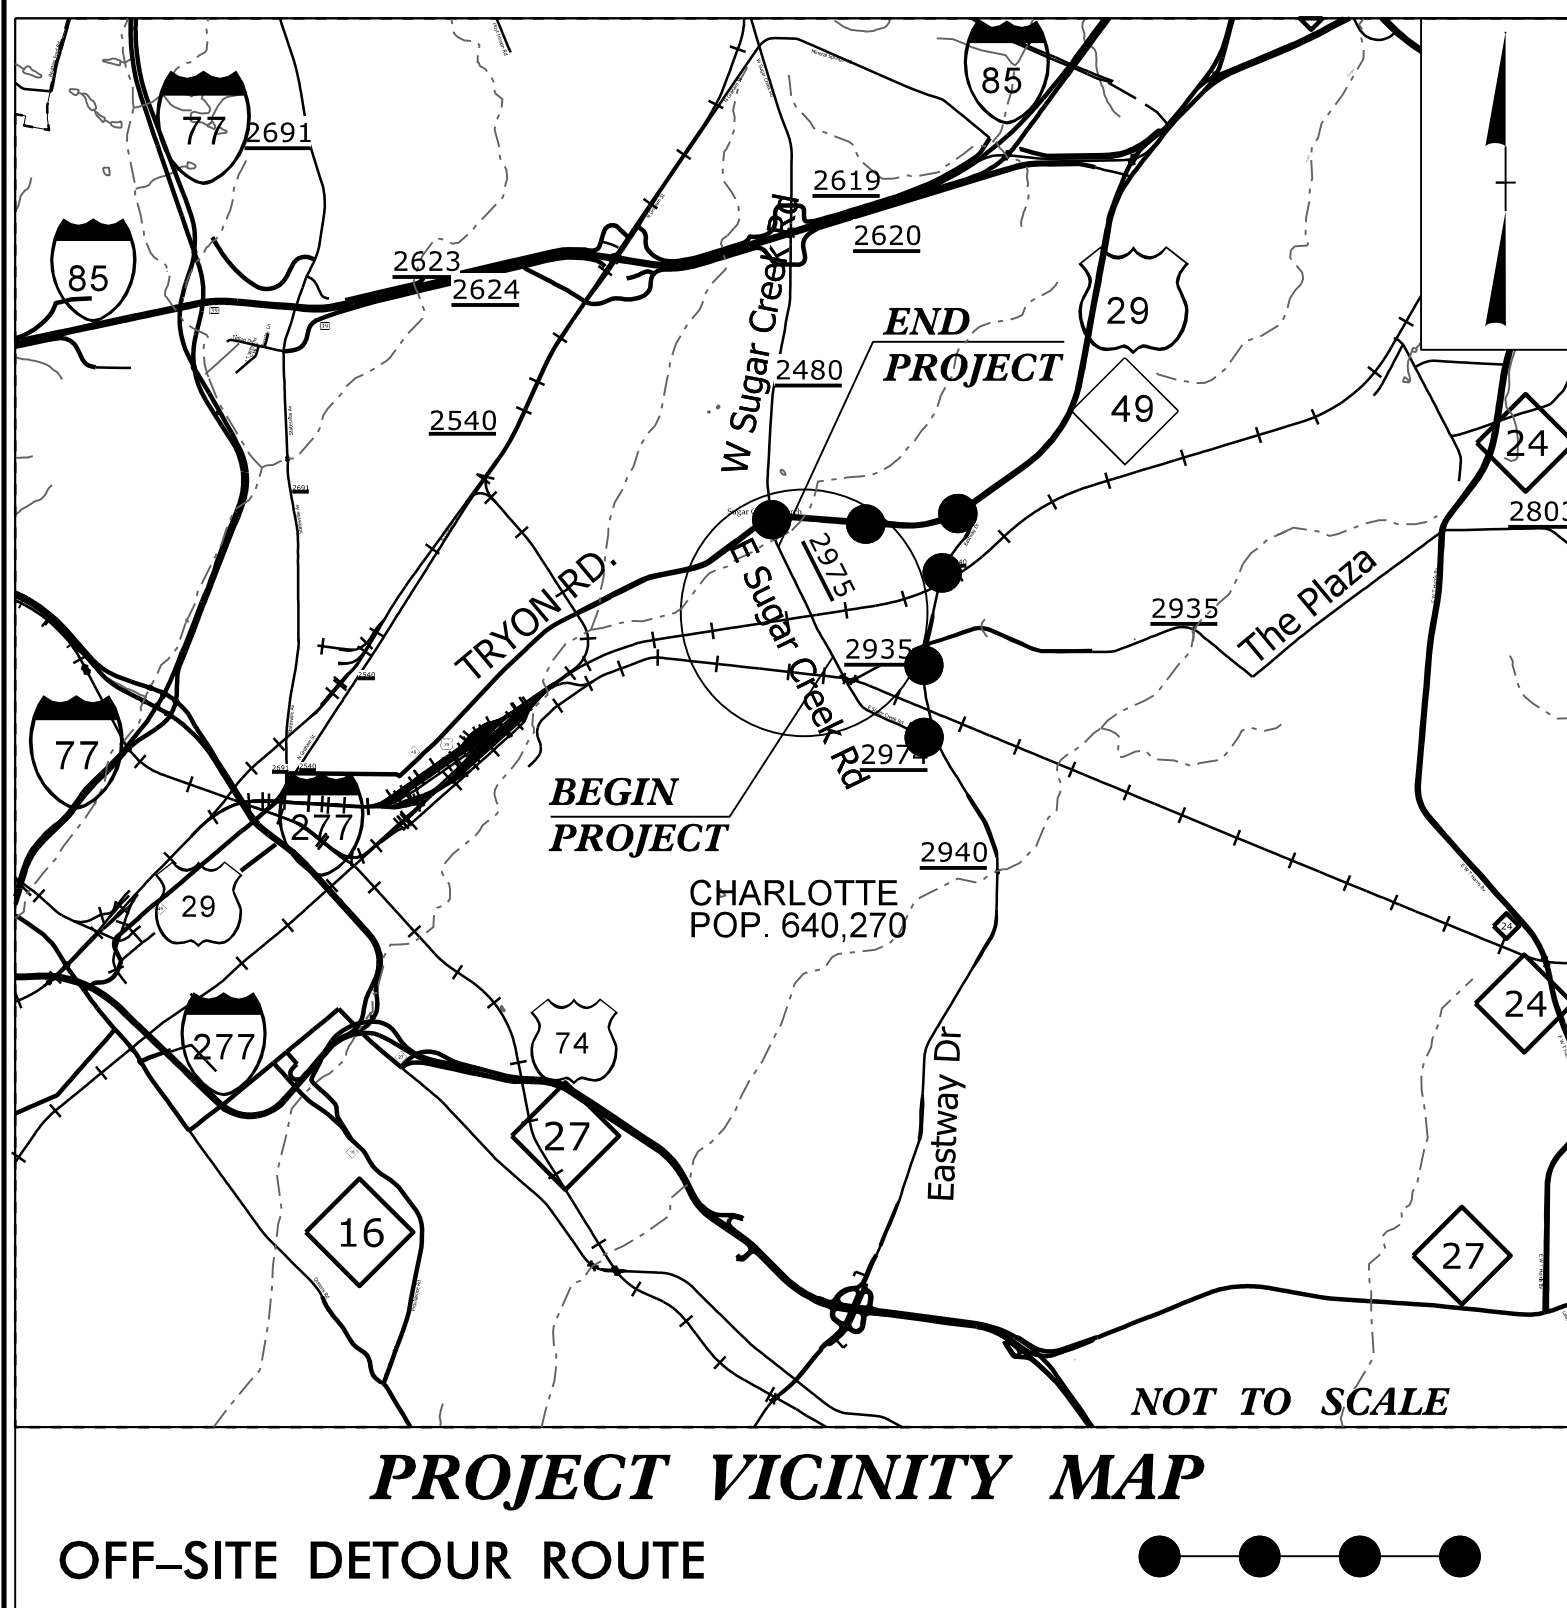 85
77
2691
2619
2620
85
2623
2624
W Sugar Creek Rd
END
PROJECT
29
2480
49
2540
24
2803
2975
TRYON RD.
E Sugar Creek Rd
The Plaza
2935
2935
77
BEGIN
PROJECT
277
2940
CHARLOTTE
POP. 640,270
29
24
24
277
74
Eastway Dr
27
16
27
NOT TO SCALE
PROJECT VICINITY MAP
OFF-SITE DETOUR ROUTE